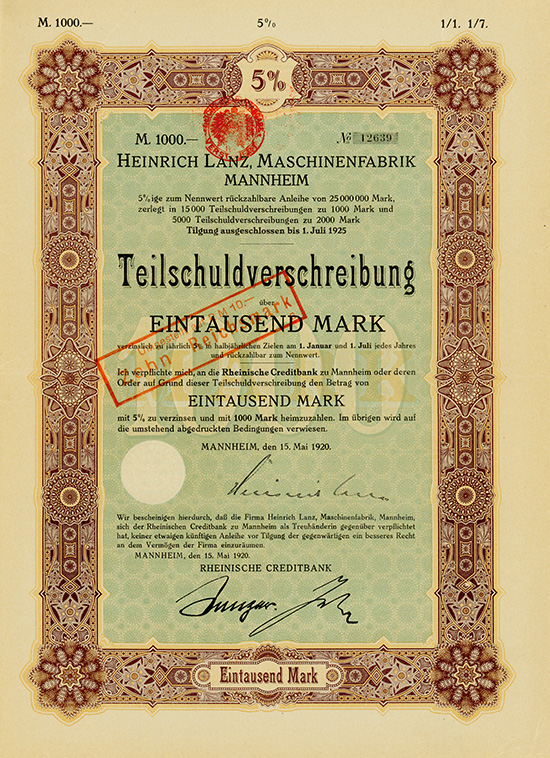 M. 1000.—
5%
1/1. 1/7.
5%
M. 1000.—
№ 12639
HEINRICH LANZ, MASCHINENFABRIK
MANNHEIM
5%ige zum Nennwert rückzahlbare Anleihe von 25 000 000 Mark,
zerlegt in 15 000 Teilschuldverschreibungen zu 1000 Mark und
5000 Teilschuldverschreibungen zu 2000 Mark
Tilgung ausgeschlossen bis 1. Juli 1925
Teilschuldverschreibung
über
M 10.—
Reichsmark
EINTAUSEND MARK
verzinslich zu jährlich 5% in halbjährlichen Zielen am 1. Januar und 1. Juli jedes Jahres
und rückzahlbar zum Nennwert.
Ich verpflichte mich, an die Rheinische Creditbank zu Mannheim oder deren
Order auf Grund dieser Teilschuldverschreibung den Betrag von
EINTAUSEND MARK
mit 5% zu verzinsen und mit 1000 Mark heimzuzahlen. Im übrigen wird auf
die umstehend abgedruckten Bedingungen verwiesen.
MANNHEIM, den 15. Mai 1920.
Heinrich Lanz
Wir bescheinigen hierdurch, daß die Firma Heinrich Lanz, Maschinenfabrik, Mannheim,
sich der Rheinischen Creditbank zu Mannheim als Treuhänderin gegenüber verpflichtet
hat, keiner etwaigen künftigen Anleihe vor Tilgung der gegenwärtigen ein besseres Recht
an dem Vermögen der Firma einzuräumen.
MANNHEIM, den 15. Mai 1920.
RHEINISCHE CREDITBANK
Eintausend Mark